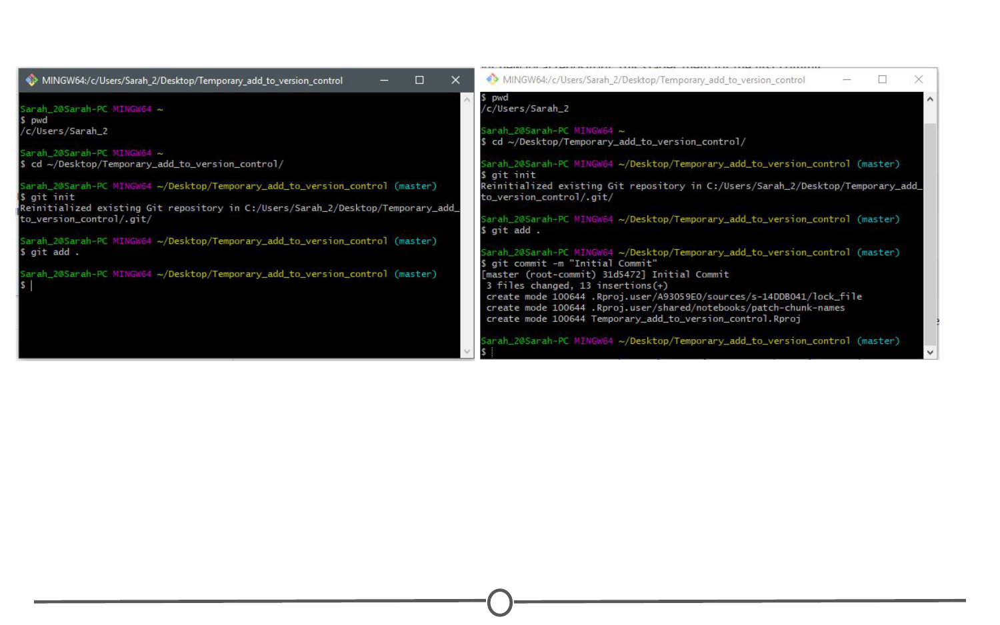 MINGW64:/c/Users/Sarah_2/Desktop/Temporary_add_to_version_control
Sarah_2@Sarah-PC MINGW64 ~
$ pwd
/c/Users/Sarah_2
Sarah_2@Sarah-PC MINGW64 ~
$ cd ~/Desktop/Temporary_add_to_version_control/
Sarah_2@Sarah-PC MINGW64 ~/Desktop/Temporary_add_to_version_control (master)
$ git init
Reinitialized existing Git repository in C:/Users/Sarah_2/Desktop/Temporary_add_
to_version_control/.git/
Sarah_2@Sarah-PC MINGW64 ~/Desktop/Temporary_add_to_version_control (master)
$ git add .
Sarah_2@Sarah-PC MINGW64 ~/Desktop/Temporary_add_to_version_control (master)
$
MINGW64:/c/Users/Sarah_2/Desktop/Temporary_add_to_version_control
$ pwd
/c/Users/Sarah_2
Sarah_2@Sarah-PC MINGW64 ~
$ cd ~/Desktop/Temporary_add_to_version_control/
Sarah_2@Sarah-PC MINGW64 ~/Desktop/Temporary_add_to_version_control (master)
$ git init
Reinitialized existing Git repository in C:/Users/Sarah_2/Desktop/Temporary_add_
to_version_control/.git/
Sarah_2@Sarah-PC MINGW64 ~/Desktop/Temporary_add_to_version_control (master)
$ git add .
Sarah_2@Sarah-PC MINGW64 ~/Desktop/Temporary_add_to_version_control (master)
$ git commit -m "Initial Commit"
[master (root-commit) 31d5472] Initial Commit
3 files changed, 13 insertions(+)
create mode 100644 .Rproj.user/A93059E0/sources/s-14DDB041/lock_file
create mode 100644 .Rproj.user/shared/notebooks/patch-chunk-names
create mode 100644 Temporary_add_to_version_control.Rproj
Sarah_2@Sarah-PC MINGW64 ~/Desktop/Temporary_add_to_version_control (master)
$